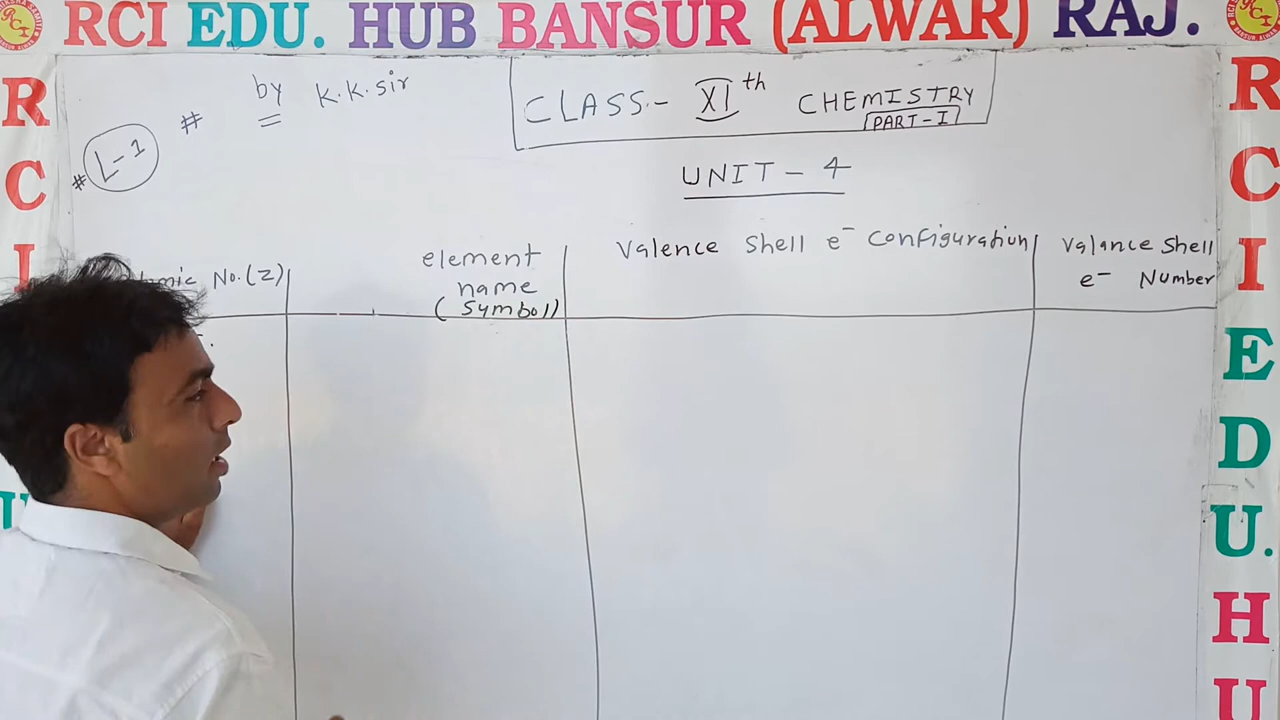 RCI EDU. HUB BANSUR (ALWAR) RAJ.
by K.K.sir
#
# L-1
CLASS- XIth CHEMISTRY
PART-I
UNIT-4
Atomic No.(Z)
element
name
(Symbol)
Valence Shell e⁻ Configuration
Valance Shell
e⁻ Number
R
C
I
R
C
I
E
D
U.
H
U